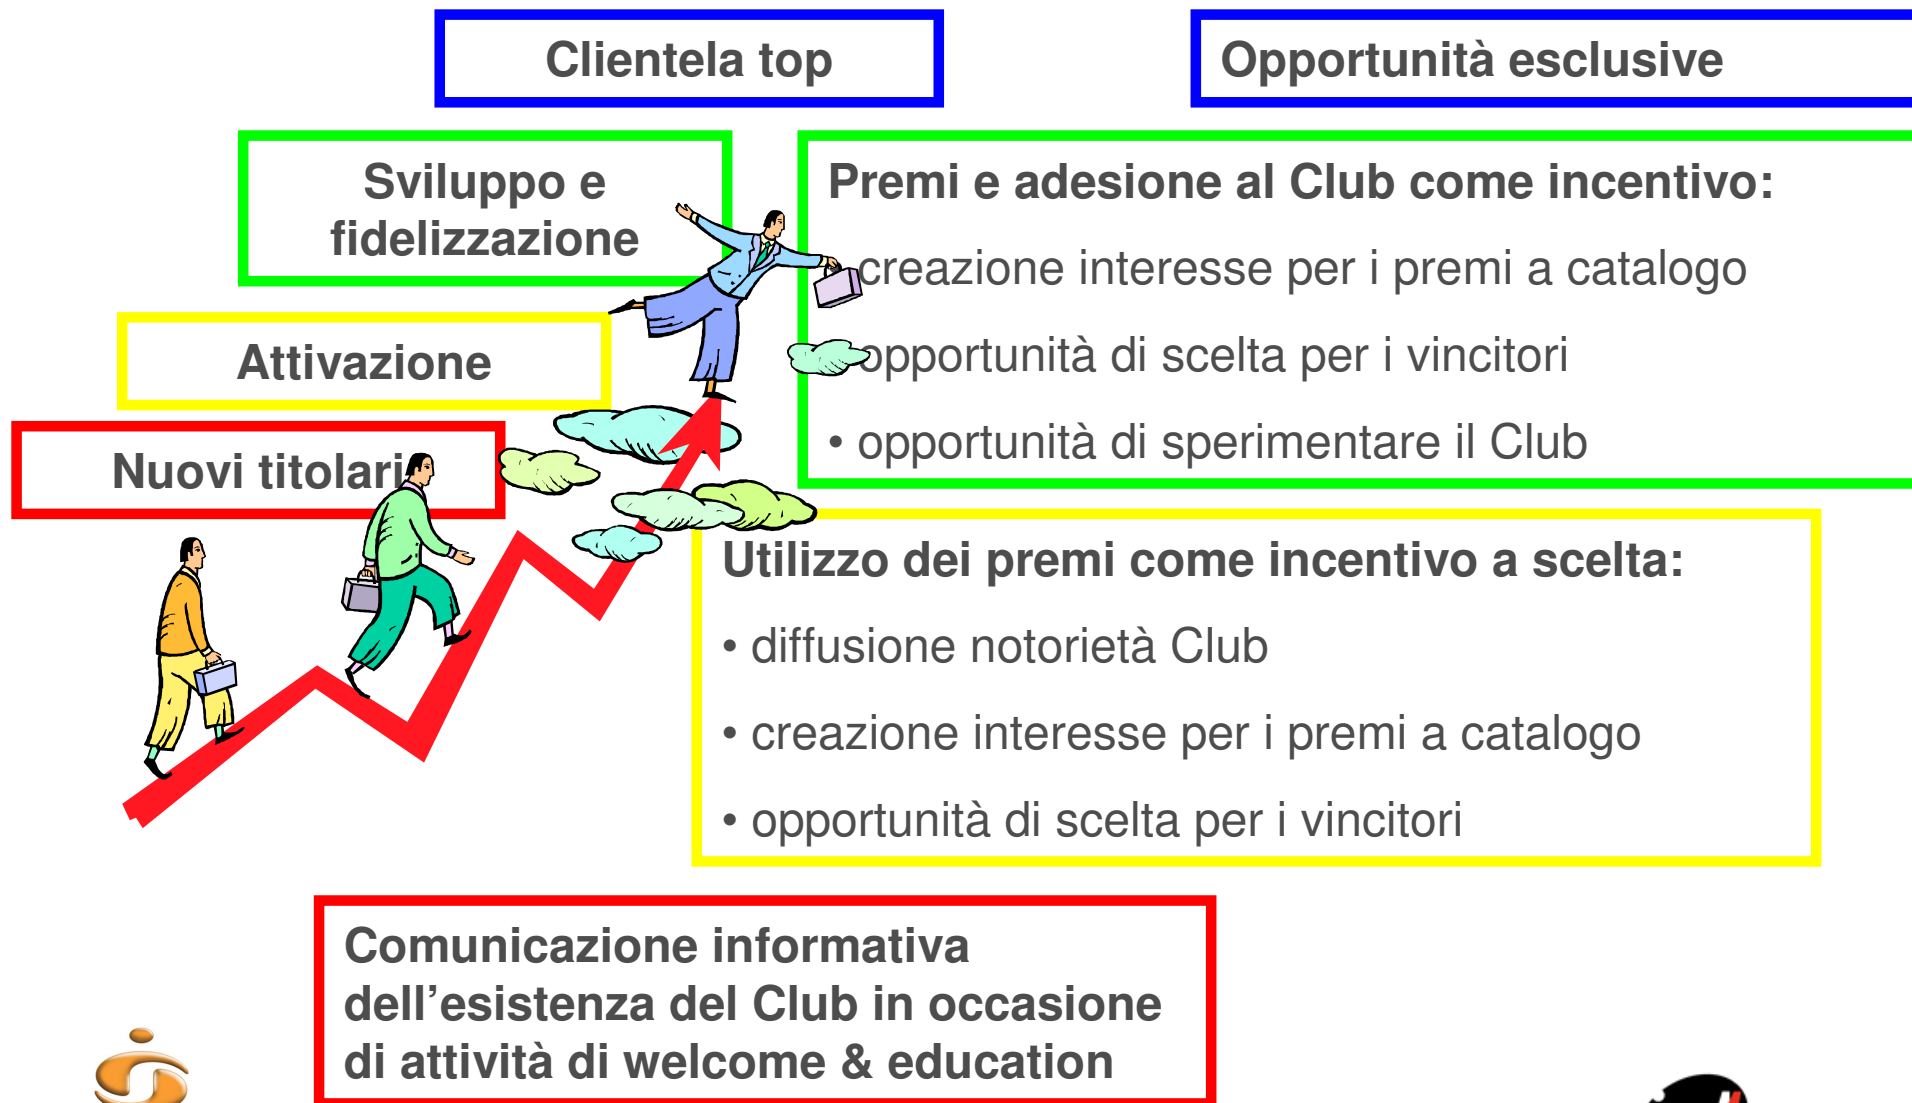 Clientela top
Opportunità esclusive
Sviluppo e
fidelizzazione
Premi e adesione al Club come incentivo:
creazione interesse per i premi a catalogo
opportunità di scelta per i vincitori
• opportunità di sperimentare il Club
Attivazione
Nuovi titolari
Utilizzo dei premi come incentivo a scelta:
• diffusione notorietà Club
• creazione interesse per i premi a catalogo
• opportunità di scelta per i vincitori
Comunicazione informativa
dell’esistenza del Club in occasione
di attività di welcome & education